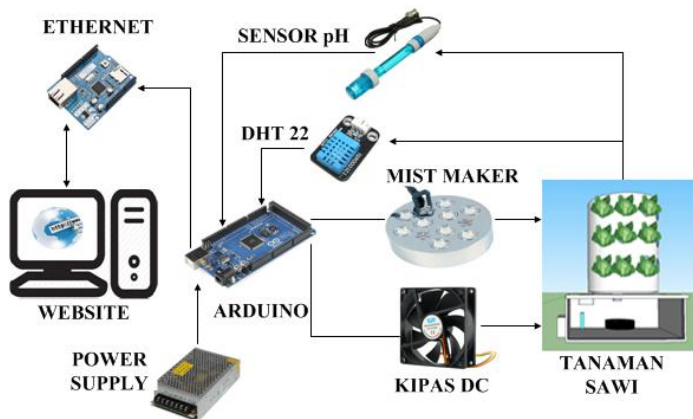 ETHERNET
SENSOR pH
DHT 22
MIST MAKER
WEBSITE
ARDUINO
POWER
SUPPLY
KIPAS DC
TANAMAN
SAWI